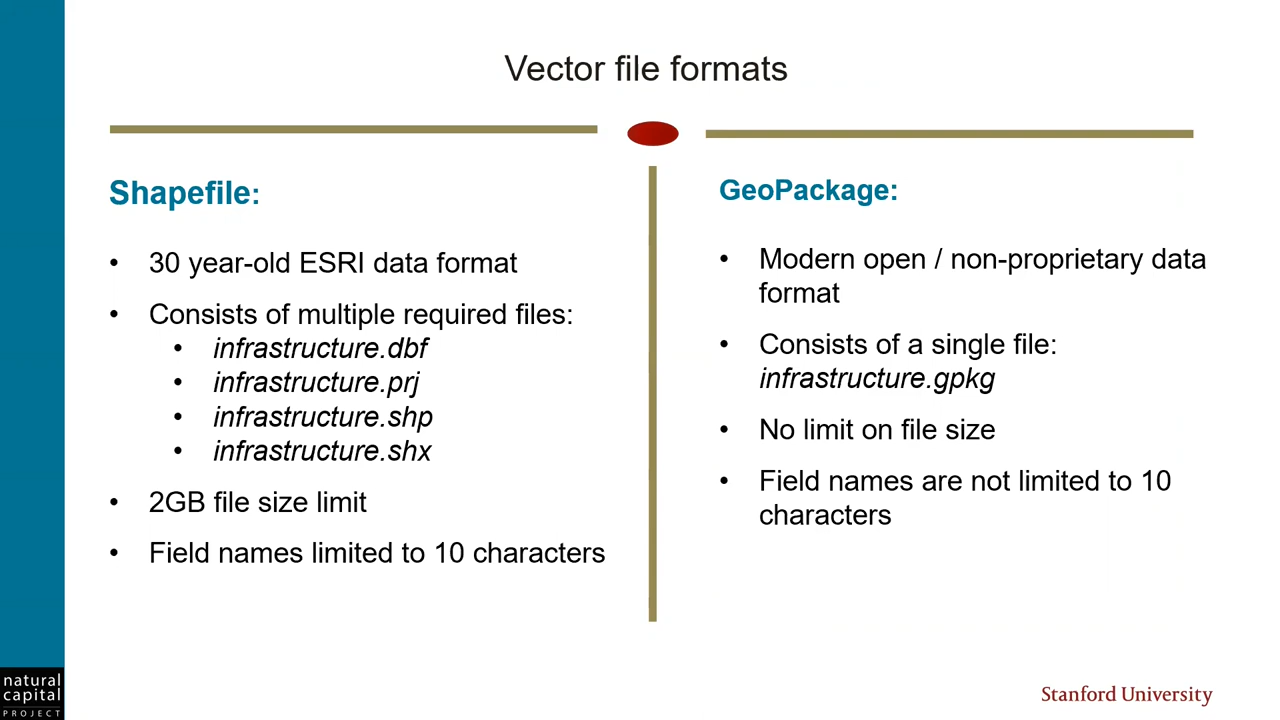 Vector file formats
Shapefile:
• 30 year-old ESRI data format
• Consists of multiple required files:
• infrastructure.dbf
• infrastructure.prj
• infrastructure.shp
• infrastructure.shx
• 2GB file size limit
• Field names limited to 10 characters
GeoPackage:
• Modern open / non-proprietary data
format
• Consists of a single file:
infrastructure.gpkg
• No limit on file size
• Field names are not limited to 10
characters
natural
capital
PROJECT
Stanford University